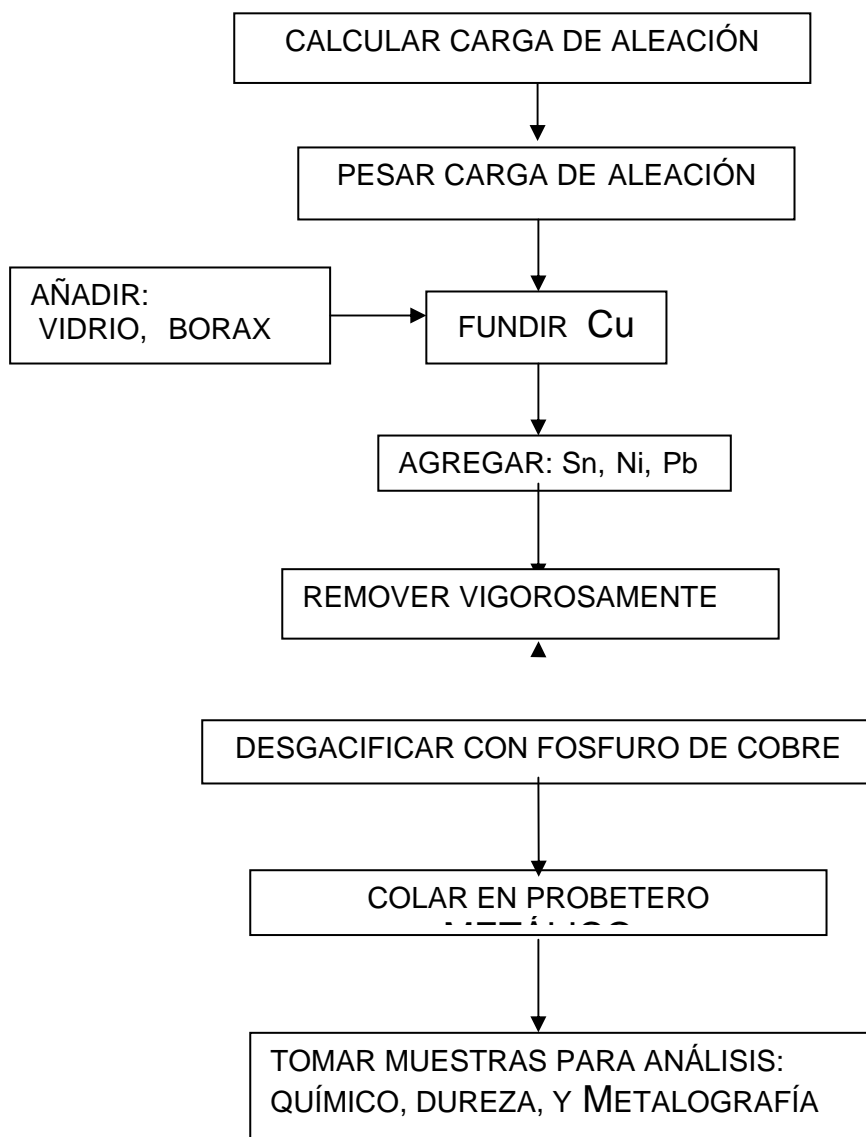 CALCULAR CARGA DE ALEACIÓN
PESAR CARGA DE ALEACIÓN
AÑADIR:
VIDRIO, BORAX
FUNDIR Cu
AGREGAR: Sn, Ni, Pb
REMOVER VIGOROSAMENTE
DESGACIFICAR CON FOSFURO DE COBRE
COLAR EN PROBETERO
METÁLICO
TOMAR MUESTRAS PARA ANÁLISIS:
QUÍMICO, DUREZA, Y METALOGRAFÍA